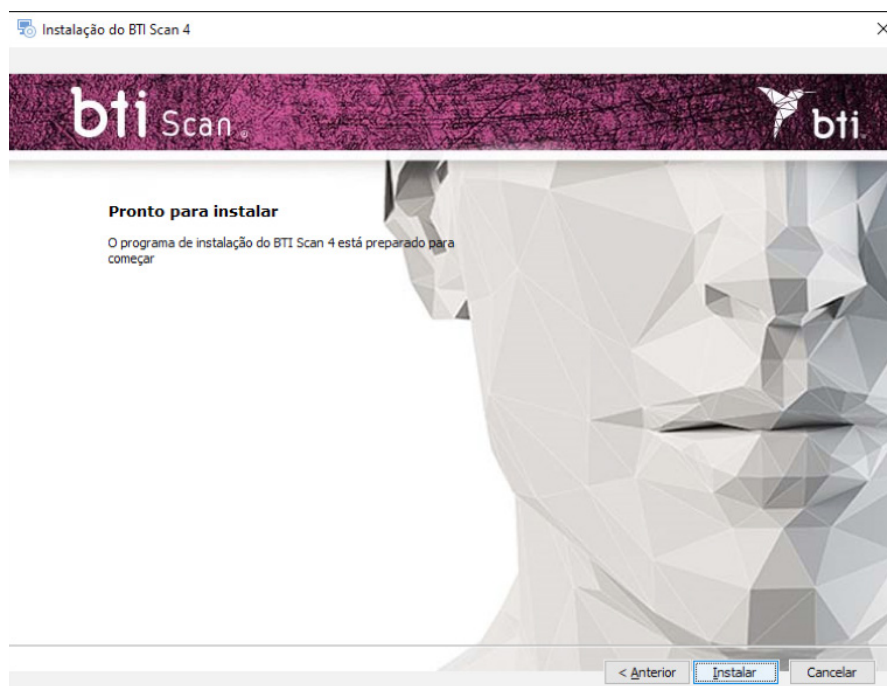 Instalação do BTI Scan 4
bti Scan ®
bti
Pronto para instalar
O programa de instalação do BTI Scan 4 está preparado para
começar
< Anterior
Instalar
Cancelar